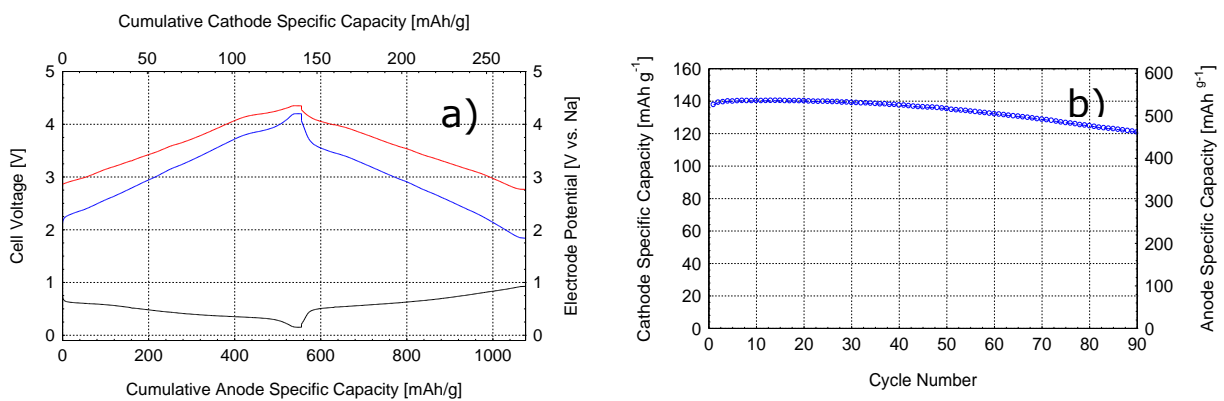 Cumulative Cathode Specific Capacity [mAh/g]
0 50 100 150 200 250
5 5
4 4
3 3
2 2
1 1
0 0
Cell Voltage [V]
Electrode Potential [V vs. Na]
a)
0 200 400 600 800 1000
Cumulative Anode Specific Capacity [mAh/g]
160
140
120
100
80
60
40
20
0
Cathode Specific Capacity [mAh g-1]
b)
600
500
400
300
200
100
0
Anode Specific Capacity [mAh g-1]
0 10 20 30 40 50 60 70 80 90
Cycle Number